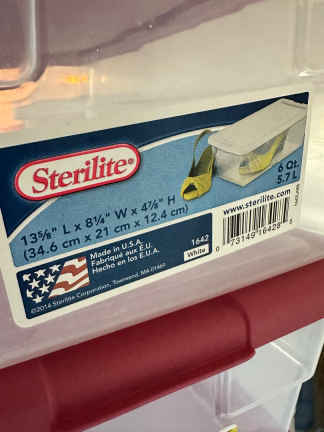 Sterilite®
6 Qt.
5.7 L
13⅝" L x 8¼" W x 4⅞" H
(34.6 cm x 21 cm x 12.4 cm)
www.sterilite.com
Made in U.S.A.
Fabriqué aux É.U.
Hecho en los E.U.A.
1642
White
0 73149 16428 5
©2014 Sterilite Corporation, Townsend, MA 01469